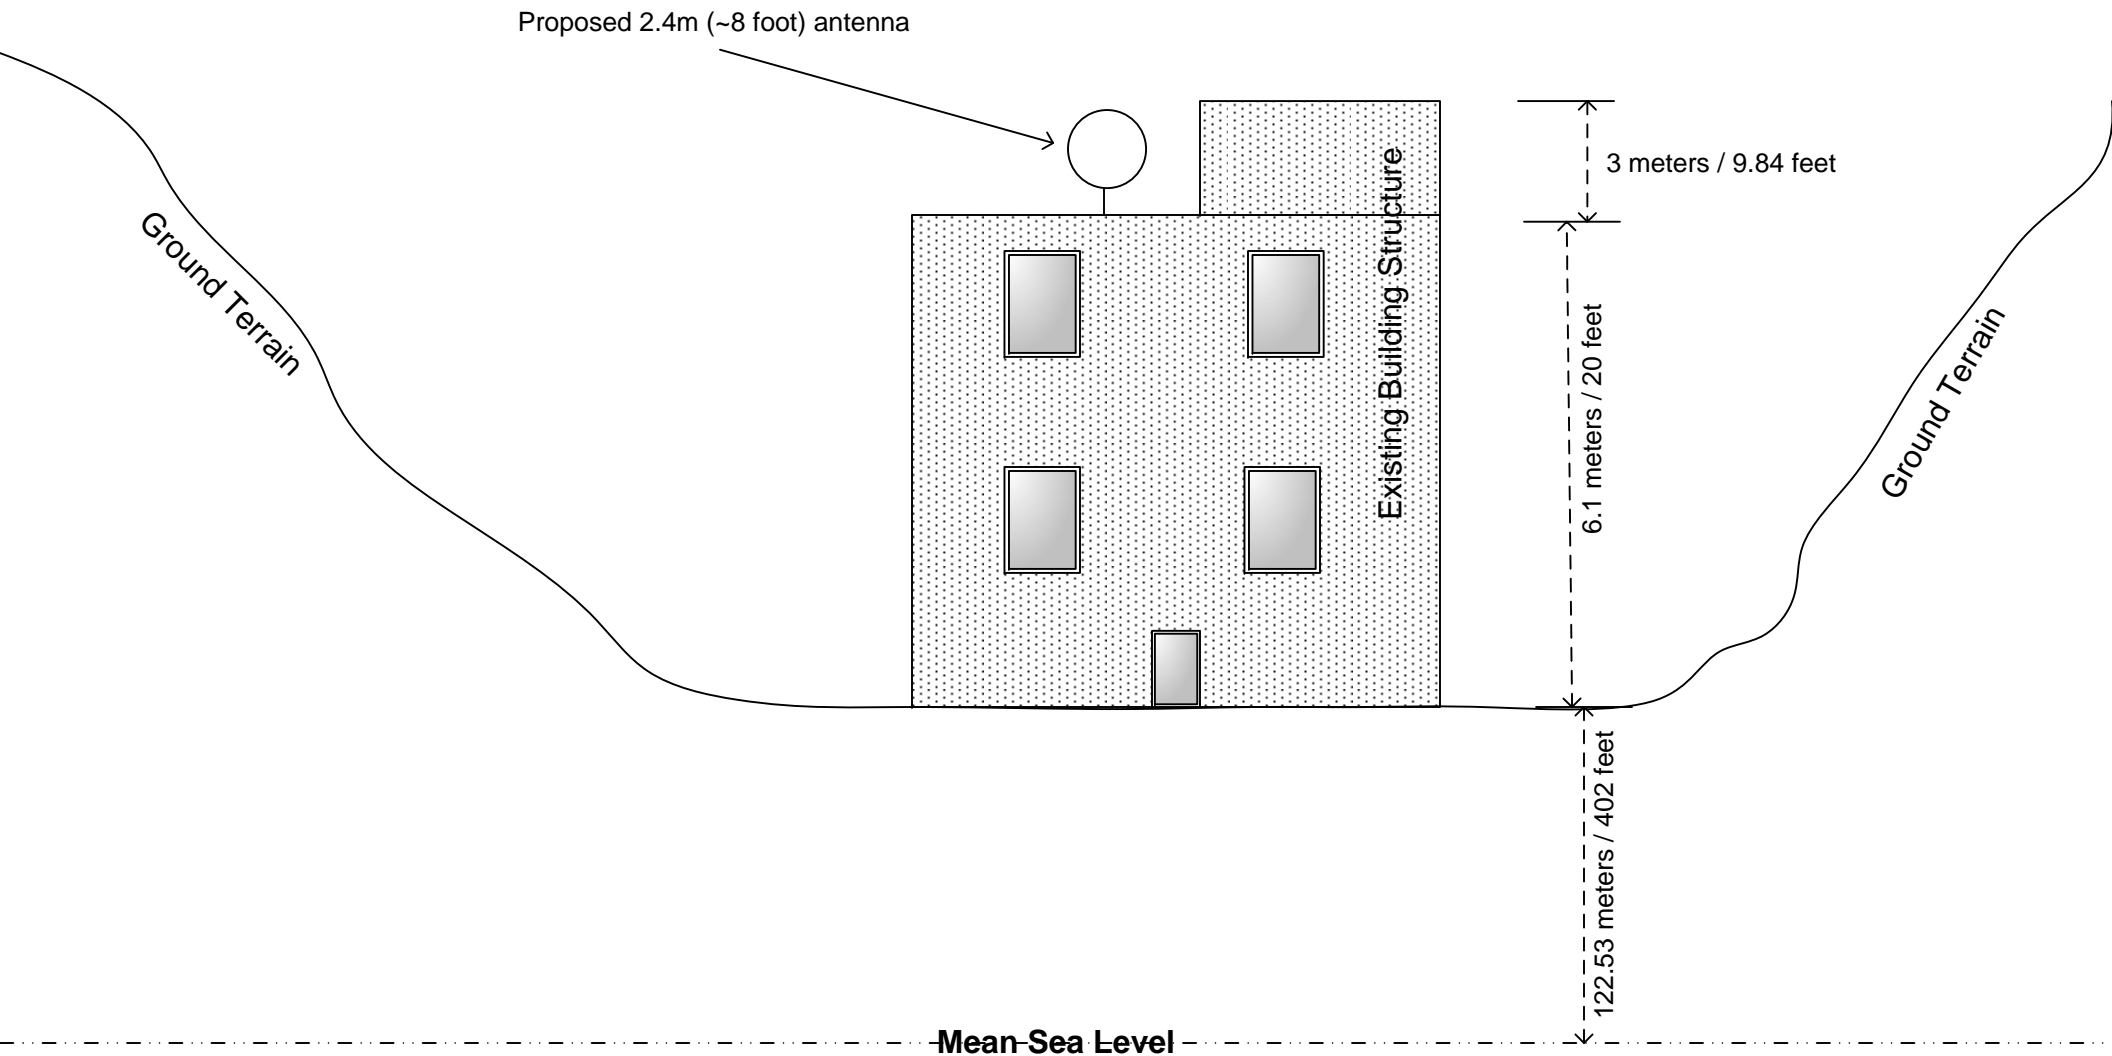 Proposed 2.4m (~8 foot) antenna
3 meters / 9.84 feet
Ground Terrain
Existing Building Structure
6.1 meters / 20 feet
Ground Terrain
122.53 meters / 402 feet
Mean Sea Level